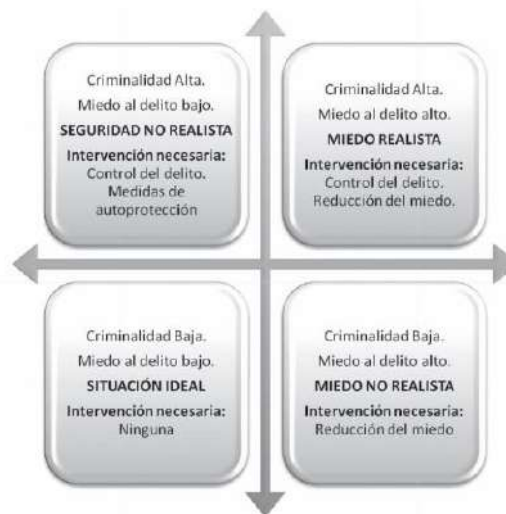 Criminalidad Alta.
Miedo al delito bajo.
SEGURIDAD NO REALISTA
Intervención necesaria:
Control del delito.
Medidas de
autoprotección
Criminalidad Alta.
Miedo al delito alto.
MIEDO REALISTA
Intervención necesaria:
Control del delito.
Reducción del miedo.
Criminalidad Baja.
Miedo al delito bajo.
SITUACIÓN IDEAL
Intervención necesaria:
Ninguna
Criminalidad Baja.
Miedo al delito alto.
MIEDO NO REALISTA
Intervención necesaria:
Reducción del miedo